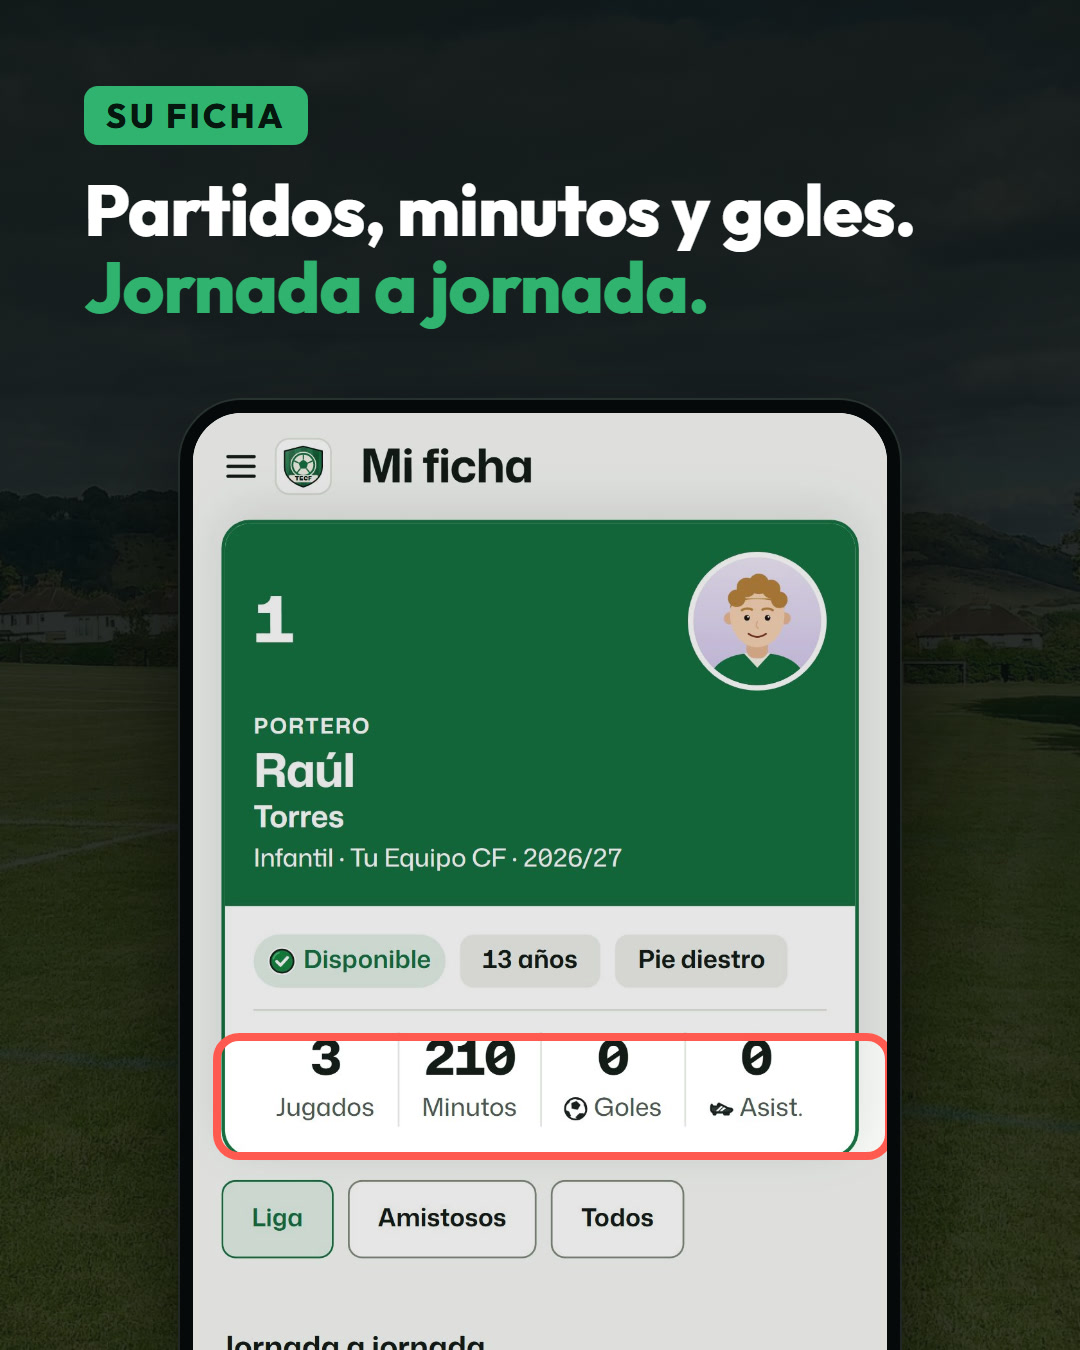 SU FICHA
Partidos, minutos y goles.
Jornada a jornada.
TECF
Mi ficha
1
PORTERO
Raúl
Torres
Infantil · Tu Equipo CF · 2026/27
Disponible
13 años
Pie diestro
3 210 0 0
Jugados Minutos Goles Asist.
Liga
Amistosos
Todos
Jornada a jornada